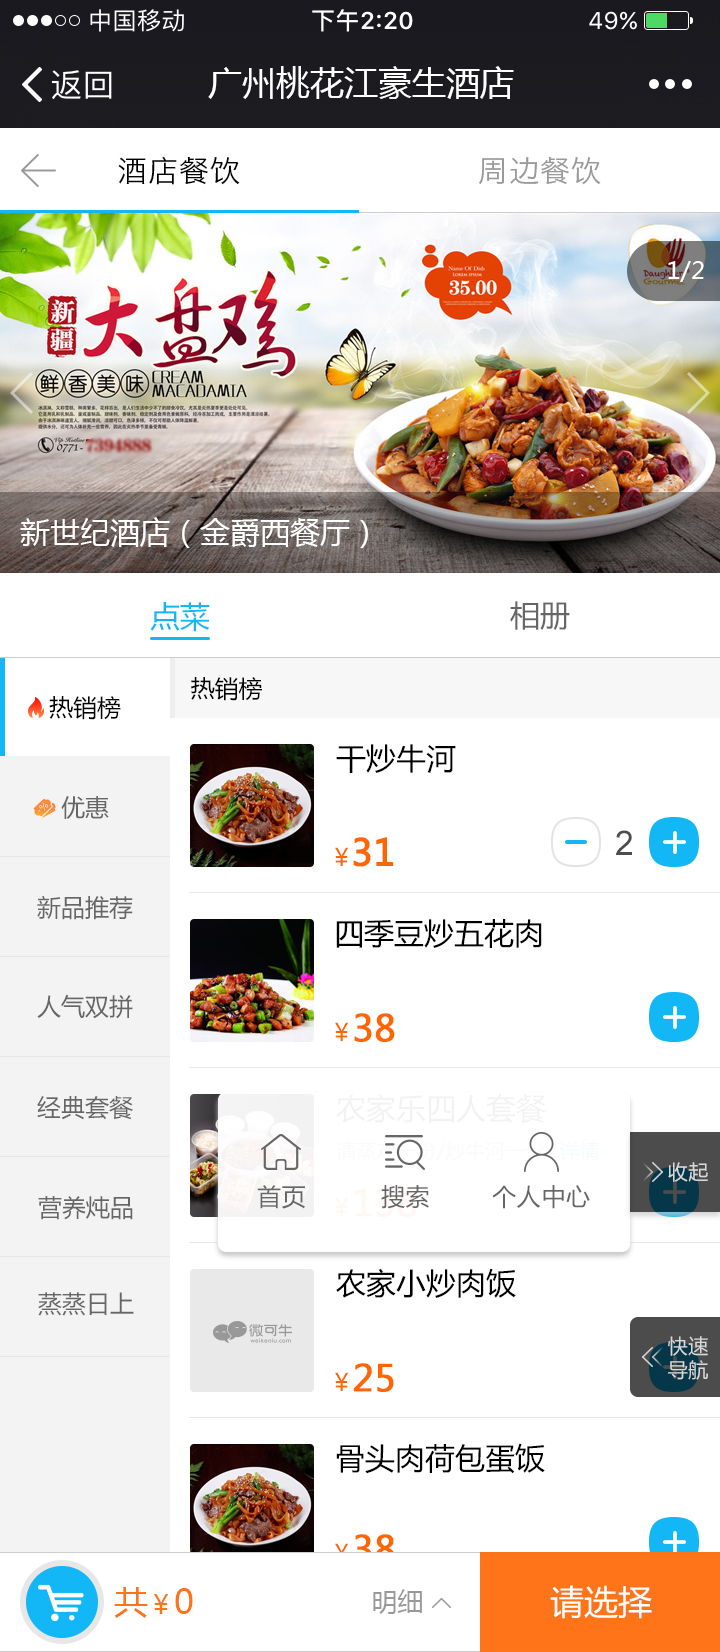 中国移动 下午2:20 49%
返回 广州桃花江豪生酒店
酒店餐饮 周边餐饮
1/2
Name Of Dish
LOREM IPSUM
35.00
新疆
大盘鸡
鲜香美味
CREAM
MACADAMIA
Vip Hotline
0771-7394888
新世纪酒店（金爵西餐厅）
点菜 相册
热销榜
优惠
新品推荐
人气双拼
经典套餐
营养炖品
蒸蒸日上
热销榜
干炒牛河
¥31
2
四季豆炒五花肉
¥38
农家乐四人套餐
首页 搜索 个人中心
收起
农家小炒肉饭
微可牛
weikeniu.com
¥25
快速
导航
骨头肉荷包蛋饭
¥38
共¥0 明细 请选择